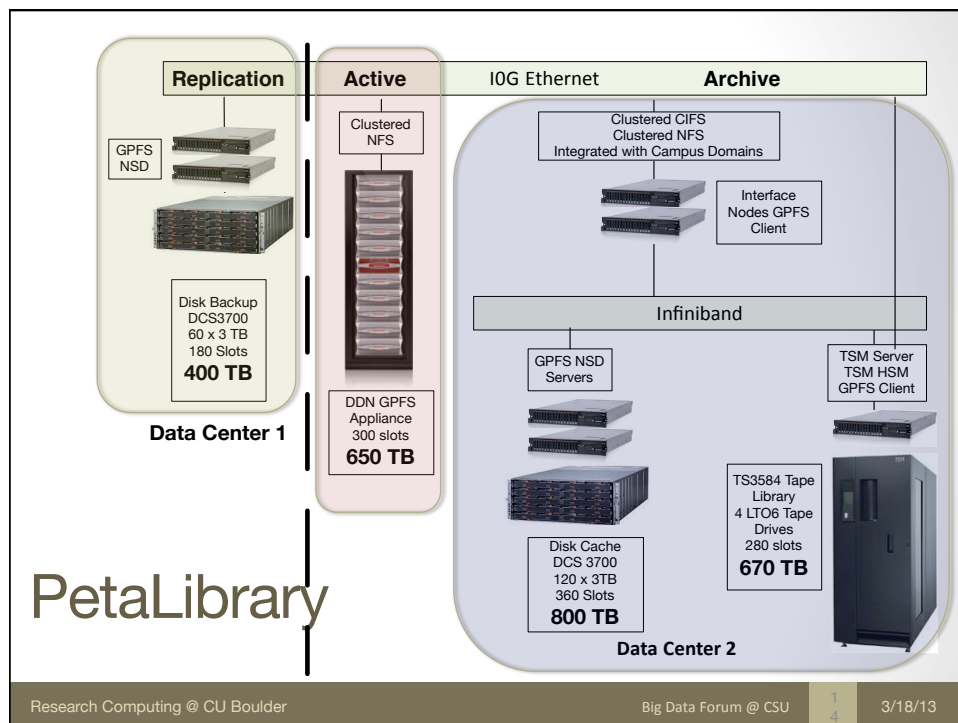 Replication
Active
I0G Ethernet
Archive
GPFS
NSD
Disk Backup
DCS3700
60 x 3 TB
180 Slots
400 TB
Data Center 1
Clustered
NFS
DDN GPFS
Appliance
300 slots
650 TB
Clustered CIFS
Clustered NFS
Integrated with Campus Domains
Interface
Nodes GPFS
Client
Infiniband
GPFS NSD
Servers
Disk Cache
DCS 3700
120 x 3TB
360 Slots
800 TB
TSM Server
TSM HSM
GPFS Client
TS3584 Tape
Library
4 LTO6 Tape
Drives
280 slots
670 TB
IBM
Data Center 2
PetaLibrary
Research Computing @ CU Boulder
Big Data Forum @ CSU
1
4
3/18/13